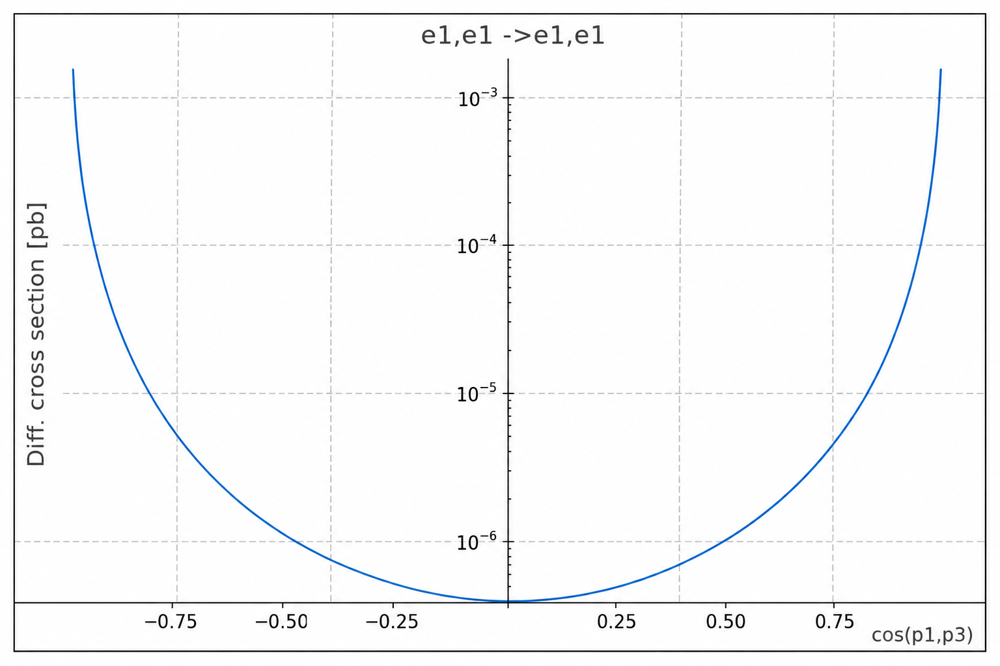 e1,e1 ->e1,e1
Diff. cross section [pb]
10⁻³
10⁻⁴
10⁻⁵
10⁻⁶
−0.75 −0.50 −0.25 0.25 0.50 0.75
cos(p1,p3)